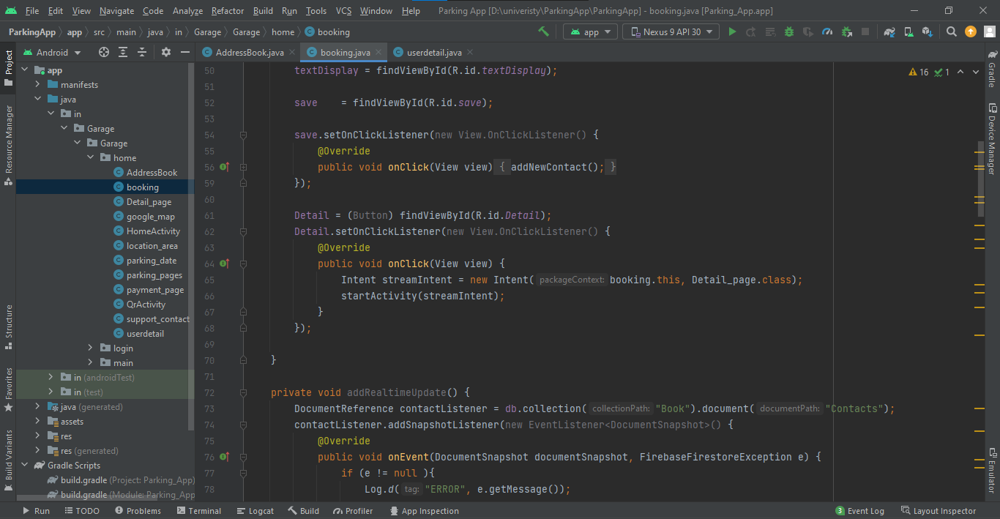 File Edit View Navigate Code Analyze Refactor Build Run Tools VCS Window Help Parking App [D:\univeristy\ParkingApp\ParkingApp] - booking.java [Parking_App.app]
ParkingApp app src main java in Garage Garage home booking app Nexus 9 API 30
Android AddressBook.java booking.java userdetail.java
Project
Resource Manager
Structure
Favorites
Build Variants
app
manifests
java
in
Garage
Garage
home
AddressBook
booking
Detail_page
google_map
HomeActivity
location_area
parking_date
parking_pages
payment_page
QrActivity
support_contact
userdetail
login
main
in (androidTest)
in (test)
java (generated)
assets
res
res (generated)
Gradle Scripts
build.gradle (Project: Parking_App)
build.gradle (Module: Parking_App
16 1
50 textDisplay = findViewById(R.id.textDisplay);
51
52 save    = findViewById(R.id.save);
53
54 save.setOnClickListener(new View.OnClickListener() {
55 @Override
56 public void onClick(View view) { addNewContact(); }
59 });
60
61 Detail = (Button) findViewById(R.id.Detail);
62 Detail.setOnClickListener(new View.OnClickListener() {
63 @Override
64 public void onClick(View view) {
65 Intent streamIntent = new Intent( packageContext: booking.this, Detail_page.class);
66 startActivity(streamIntent);
67 }
68 });
69
70 }
71
72 private void addRealtimeUpdate() {
73 DocumentReference contactListener = db.collection( collectionPath: "Book").document( documentPath: "Contacts");
74 contactListener.addSnapshotListener(new EventListener<DocumentSnapshot>() {
75 @Override
76 public void onEvent(DocumentSnapshot documentSnapshot, FirebaseFirestoreException e) {
77 if (e != null ){
78 Log.d( tag: "ERROR", e.getMessage());
Gradle
Device Manager
Emulator
Run TODO Problems Terminal Logcat Build Profiler App Inspection 3 Event Log Layout Inspector